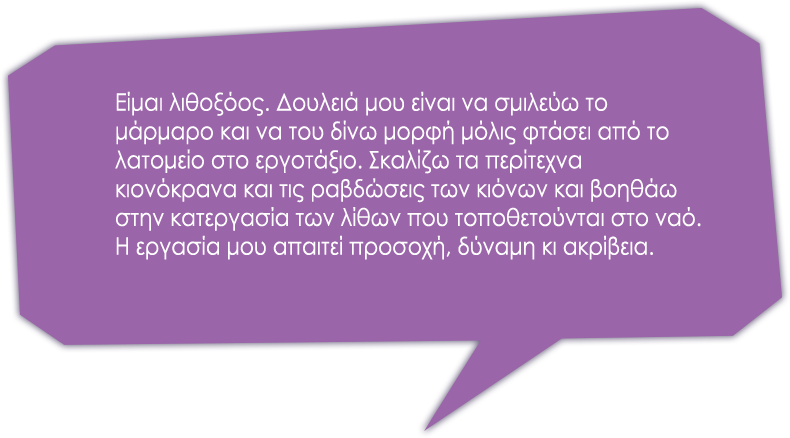 Είμαι λιθοξόος. Δουλειά μου είναι να σμιλεύω το
μάρμαρο και να του δίνω μορφή μόλις φτάσει από το
λατομείο στο εργοτάξιο. Σκαλίζω τα περίτεχνα
κιονόκρανα και τις ραβδώσεις των κιόνων και βοηθάω
στην κατεργασία των λίθων που τοποθετούνται στο ναό.
Η εργασία μου απαιτεί προσοχή, δύναμη κι ακρίβεια.